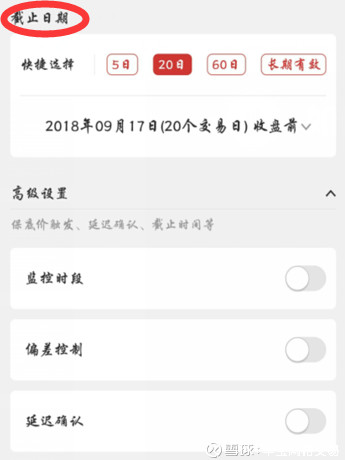 截止日期
快捷选择 5日 20日 60日 长期有效
2018年09月17日(20个交易日)收盘前
高级设置
保底价触发、延迟确认、截止时间等
监控时段
偏差控制
延迟确认
雪球: